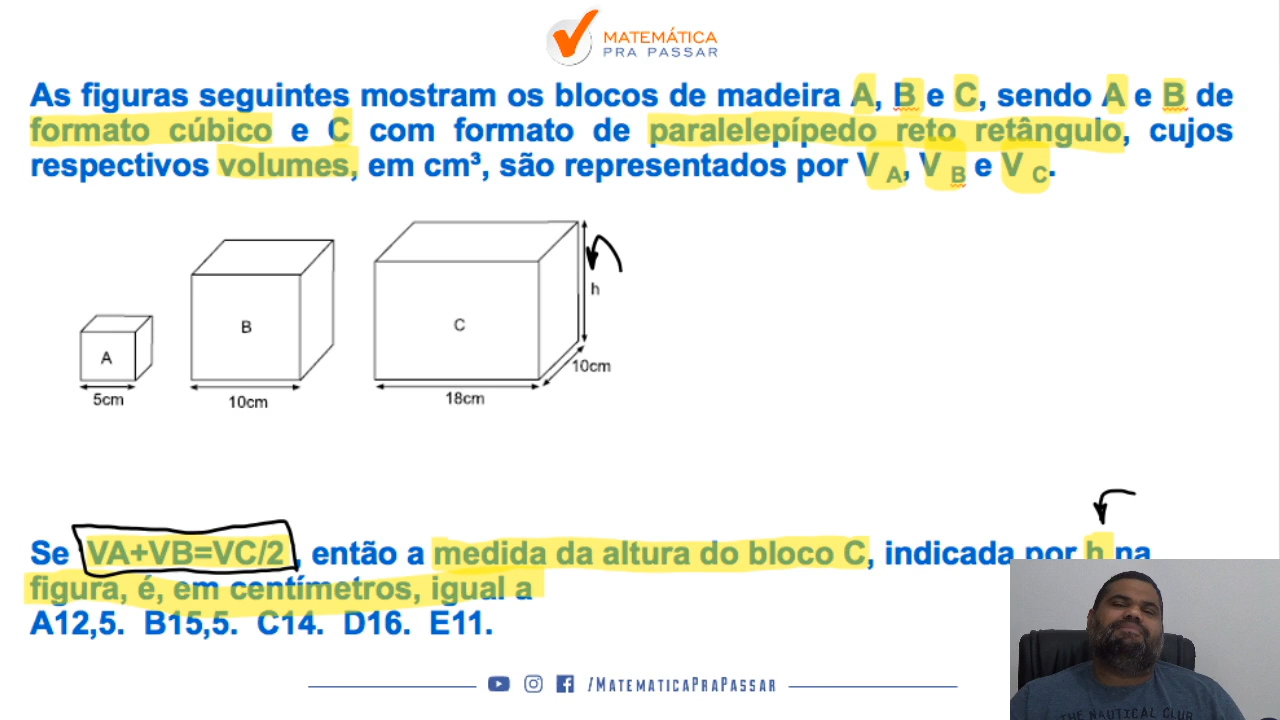 MATEMÁTICA
PRA PASSAR
As figuras seguintes mostram os blocos de madeira A, B e C, sendo A e B de
formato cúbico e C com formato de paralelepípedo reto retângulo, cujos
respectivos volumes, em cm³, são representados por V A, V B e V C.
A
B
C
h
5cm
10cm
18cm
10cm
Se VA+VB=VC/2 , então a medida da altura do bloco C, indicada por h na
figura, é, em centímetros, igual a
A12,5. B15,5. C14. D16. E11.
/MATEMATICAPRAPASSAR
THE NAUTICAL CLUB